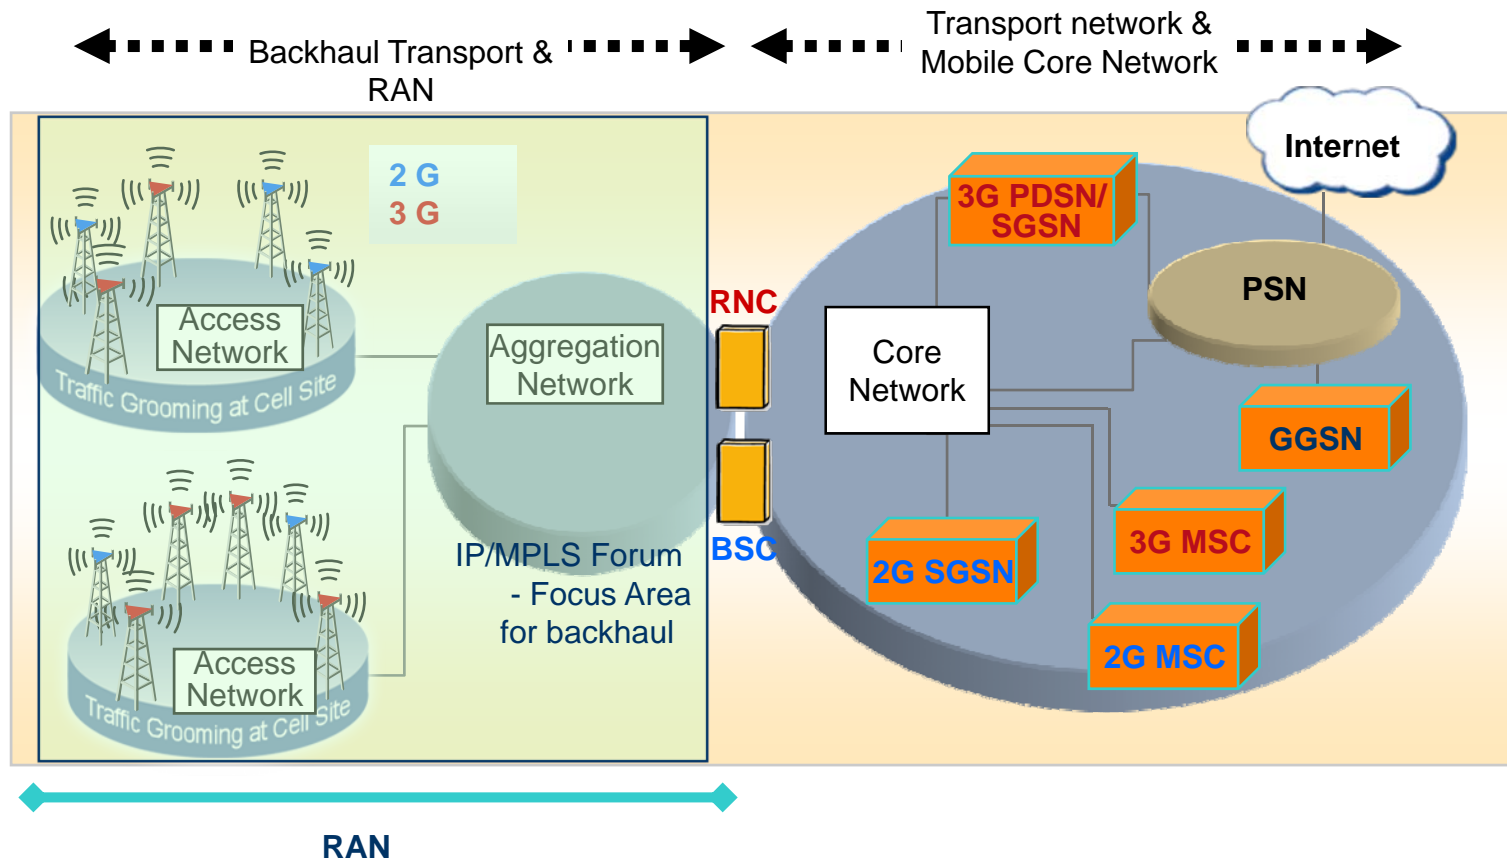 Backhaul Transport &
RAN
Transport network &
Mobile Core Network
2 G
3 G
Internet
3G PDSN/
SGSN
PSN
Access
Network
Traffic Grooming at Cell Site
Aggregation
Network
RNC
Core
Network
GGSN
BSC
3G MSC
2G SGSN
2G MSC
IP/MPLS Forum
- Focus Area
for backhaul
Access
Network
Traffic Grooming at Cell Site
RAN